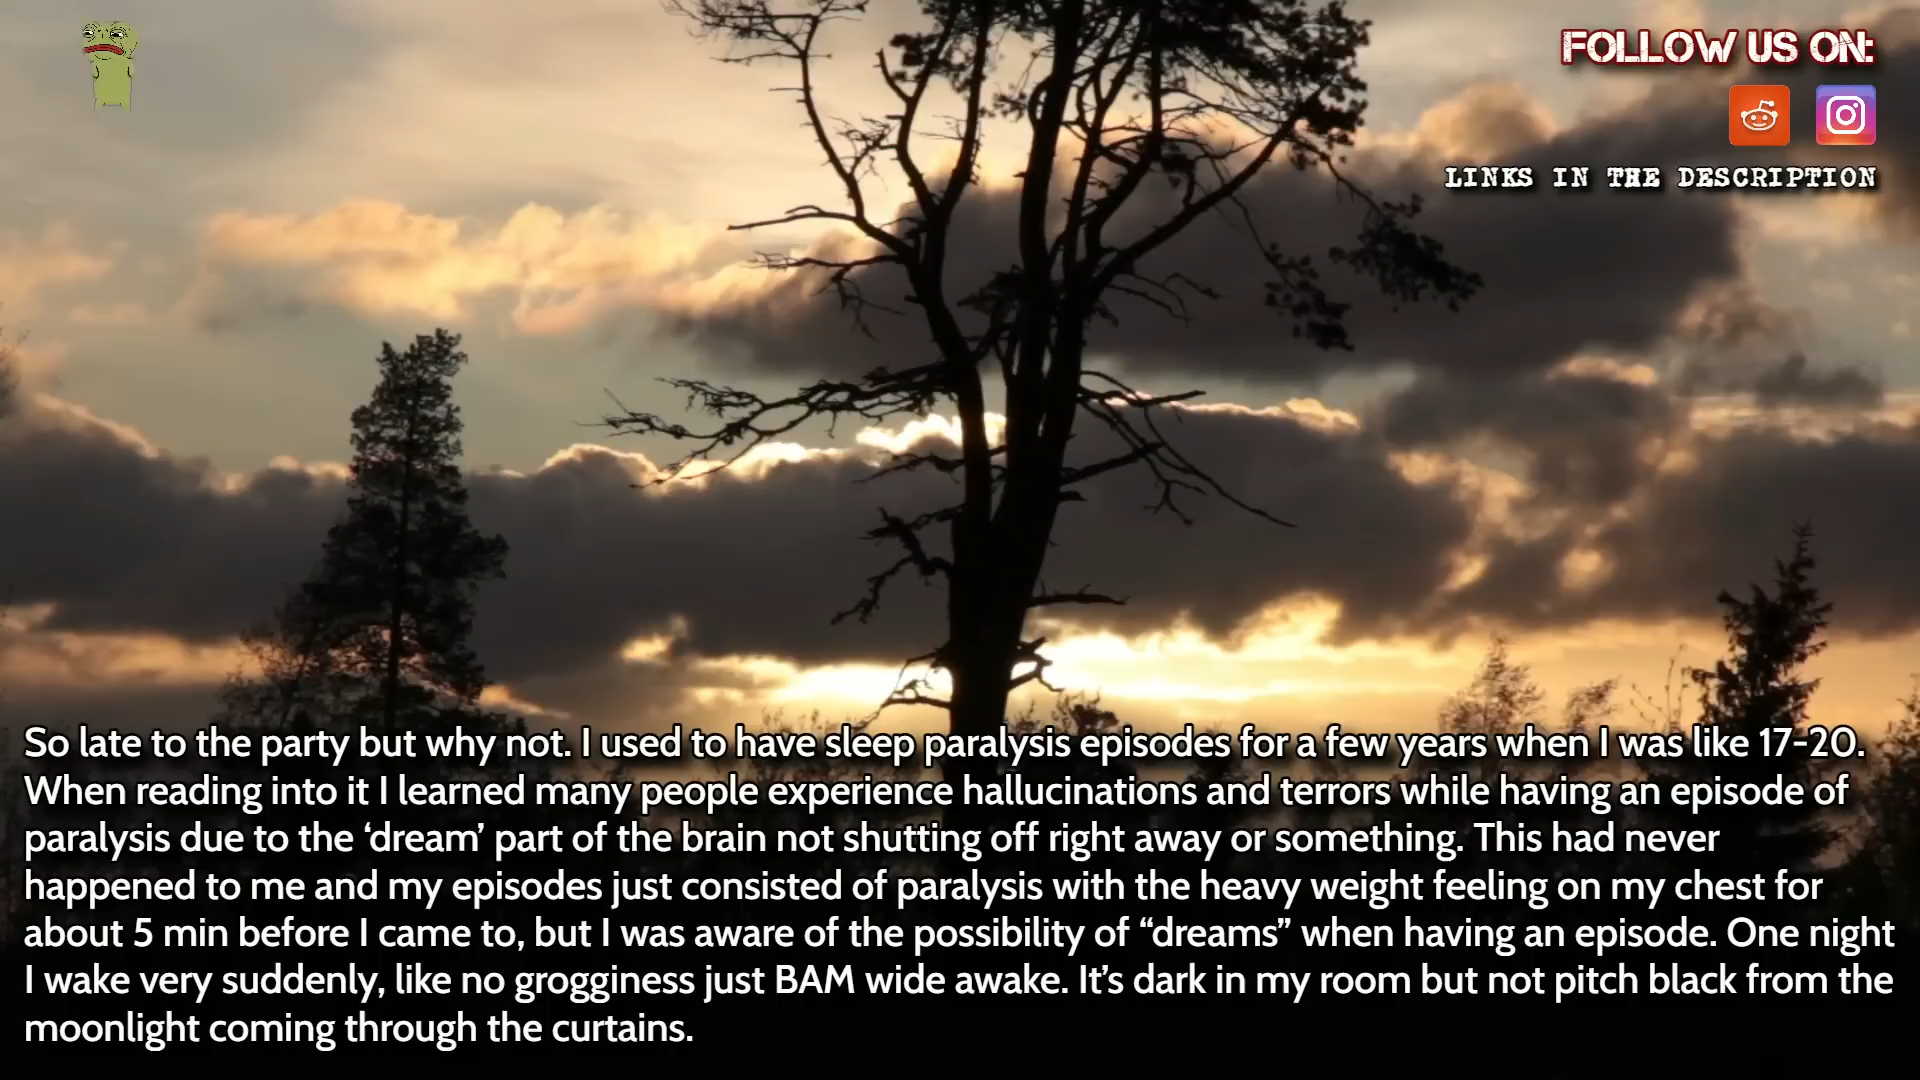 FOLLOW US ON:
LINKS IN THE DESCRIPTION
So late to the party but why not. I used to have sleep paralysis episodes for a few years when I was like 17-20.
When reading into it I learned many people experience hallucinations and terrors while having an episode of
paralysis due to the ‘dream’ part of the brain not shutting off right away or something. This had never
happened to me and my episodes just consisted of paralysis with the heavy weight feeling on my chest for
about 5 min before I came to, but I was aware of the possibility of “dreams” when having an episode. One night
I wake very suddenly, like no grogginess just BAM wide awake. It’s dark in my room but not pitch black from the
moonlight coming through the curtains.